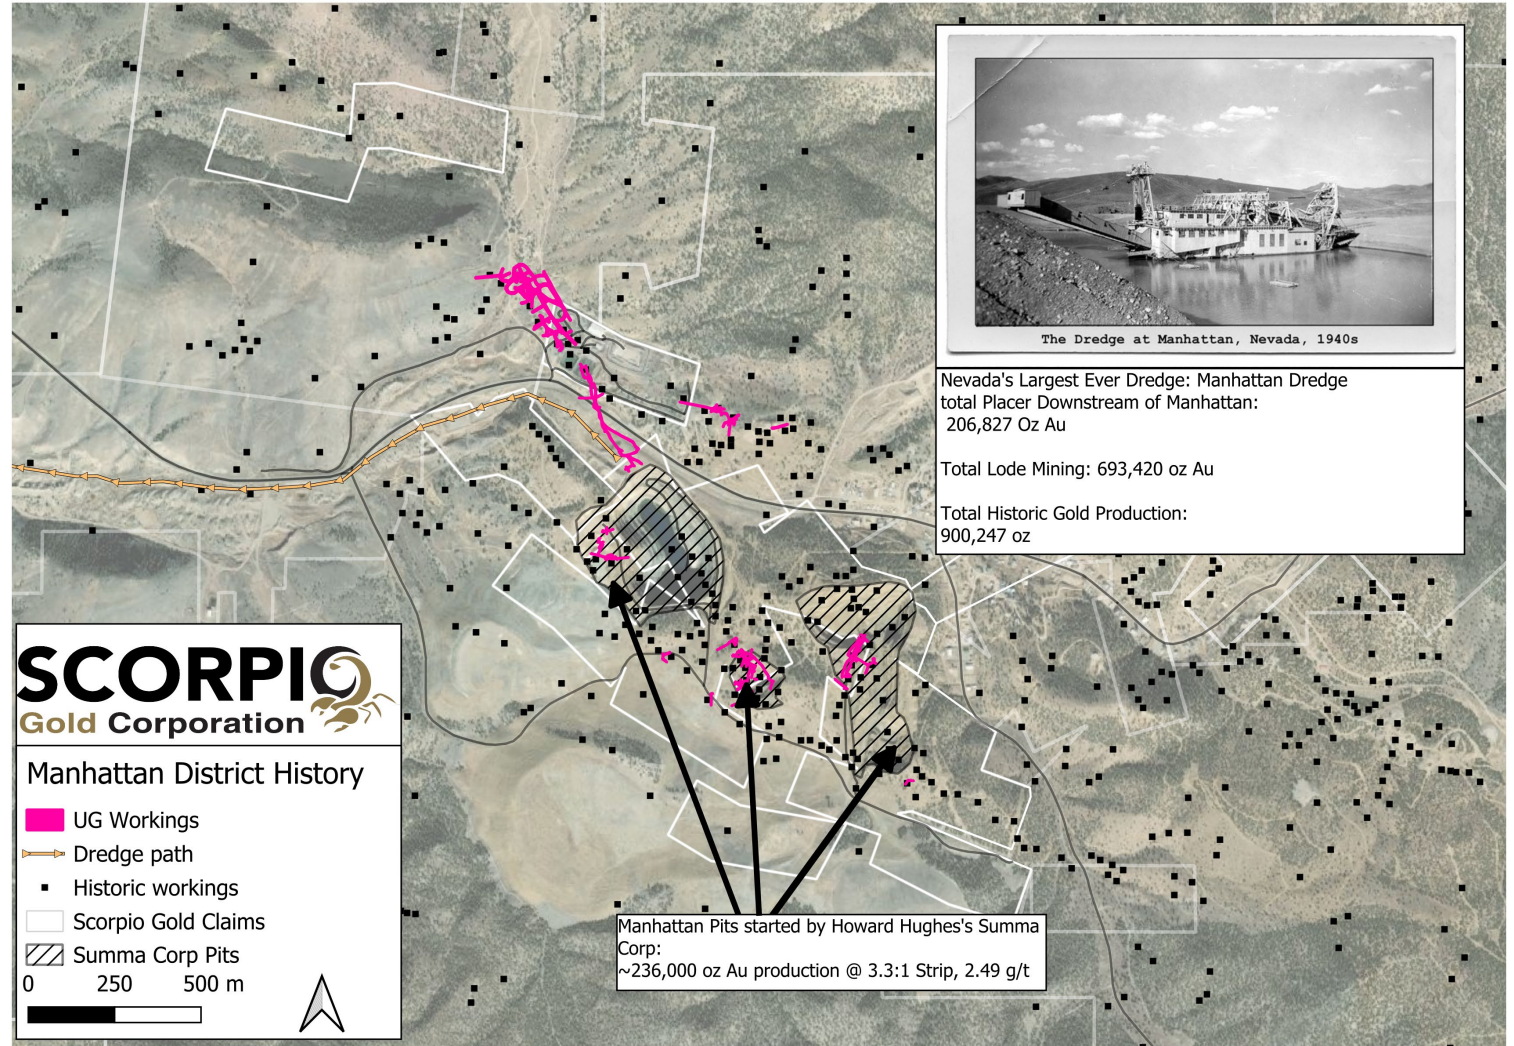 The Dredge at Manhattan, Nevada, 1940s
Nevada's Largest Ever Dredge: Manhattan Dredge
total Placer Downstream of Manhattan:
206,827 Oz Au
Total Lode Mining: 693,420 oz Au
Total Historic Gold Production:
900,247 oz
SCORPIO
Gold Corporation
Manhattan District History
UG Workings
Dredge path
Historic workings
Scorpio Gold Claims
Summa Corp Pits
0 250 500 m
Manhattan Pits started by Howard Hughes's Summa
Corp:
~236,000 oz Au production @ 3.3:1 Strip, 2.49 g/t